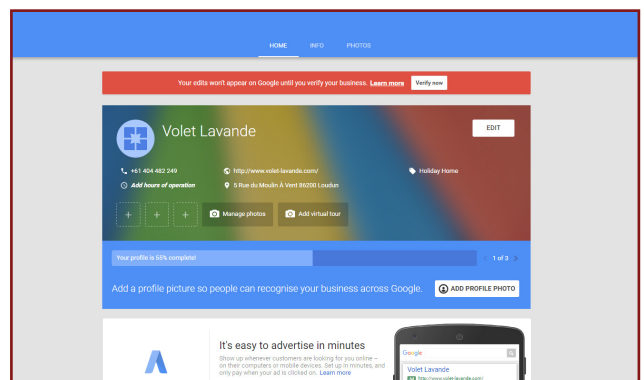 HOME INFO PHOTOS
Your edits won't appear on Google until you verify your business. Learn more Verify now
Volet Lavande
EDIT
+61 404 482 249 http://www.volet-lavande.com/ Holiday Home
Add hours of operation 5 Rue du Moulin À Vent 86200 Loudun
+ + + Manage photos Add virtual tour
Your profile is 55% complete! < 1 of 3 >
Add a profile picture so people can recognise your business across Google. ADD PROFILE PHOTO
It's easy to advertise in minutes
Show up whenever customers are looking for you online –
on their computers or mobile devices. Set up in minutes, and
only pay when your ad is clicked on. Learn more
Google
Volet Lavande
Ad http://www.volet-lavande.com/